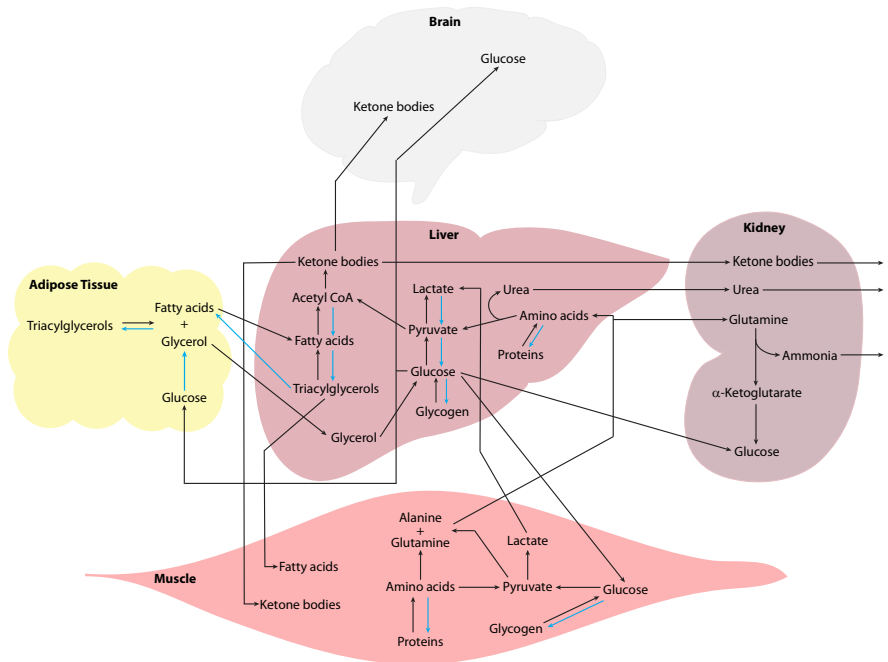 Brain
Glucose
Ketone bodies
Liver
Ketone bodies
Acetyl CoA
Fatty acids
Triacylglycerols
Glycerol
Lactate
Pyruvate
Glucose
Glycogen
Urea
Amino acids
Proteins
Kidney
Ketone bodies
Urea
Glutamine
Ammonia
α-Ketoglutarate
Glucose
Adipose Tissue
Triacylglycerols
Fatty acids
+
Glycerol
Glucose
Muscle
Fatty acids
Ketone bodies
Alanine
+
Glutamine
Amino acids
Proteins
Lactate
Pyruvate
Glucose
Glycogen